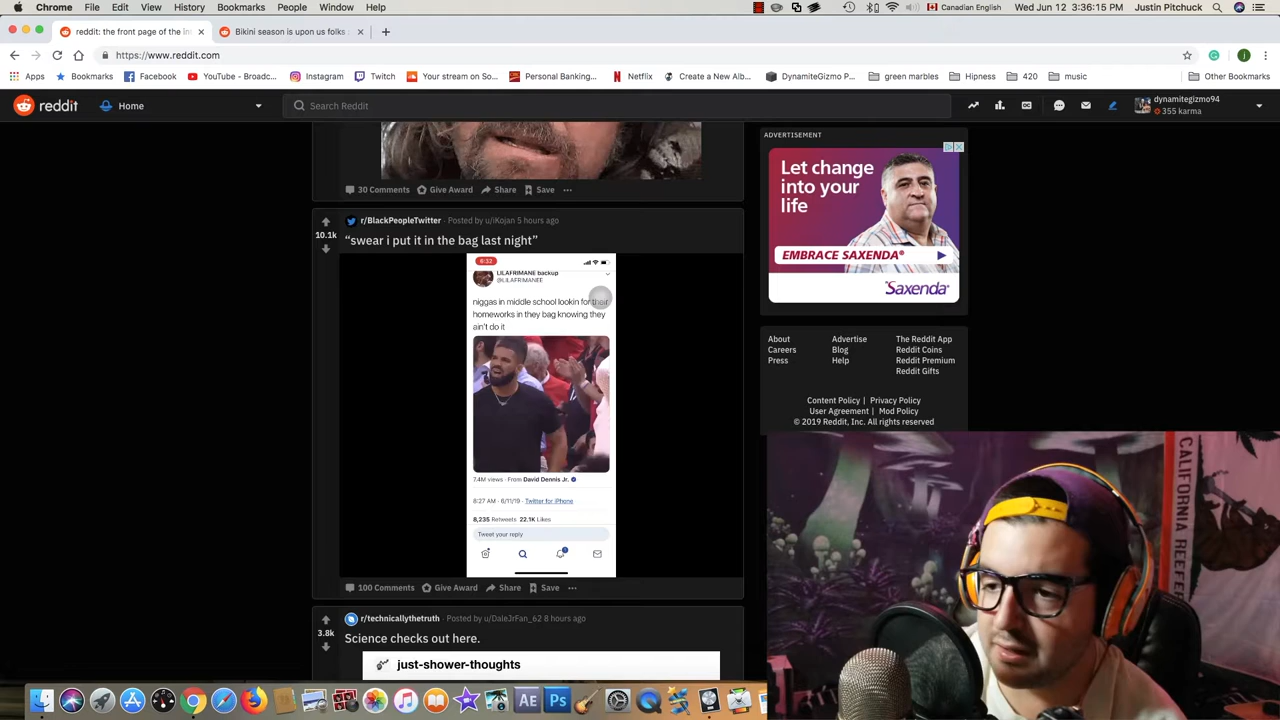 Chrome File Edit View History Bookmarks People Window Help
Canadian English Wed Jun 12 3:36:15 PM Justin Pitchuck
reddit: the front page of the in
Bikini season is upon us folks
https://www.reddit.com
Apps Bookmarks Facebook YouTube - Broadc... Instagram Twitch Your stream on So... Personal Banking... Netflix Create a New Alb... DynamiteGizmo P... green marbles Hipness 420 music Other Bookmarks
reddit Home Search Reddit
dynamitegizmo94
355 karma
30 Comments Give Award Share Save
r/BlackPeopleTwitter · Posted by u/iKojan 5 hours ago
10.1k
“swear i put it in the bag last night”
6:32
LILAFRIMANE backup
@LILAFRIMANEE
niggas in middle school lookin for their
homeworks in they bag knowing they
ain't do it
7.4M views · From David Dennis Jr.
8:27 AM · 6/11/19 · Twitter for iPhone
8,235 Retweets 22.1K Likes
Tweet your reply
100 Comments Give Award Share Save
r/technicallythetruth · Posted by u/DaleJrFan_62 8 hours ago
3.8k
Science checks out here.
just-shower-thoughts
ADVERTISEMENT
Let change
into your
life
EMBRACE SAXENDA®
Saxenda®
About Advertise The Reddit App
Careers Blog Reddit Coins
Press Help Reddit Premium
Reddit Gifts
Content Policy | Privacy Policy
User Agreement | Mod Policy
© 2019 Reddit, Inc. All rights reserved
CALIFORNIA REEFER
Ae Ps